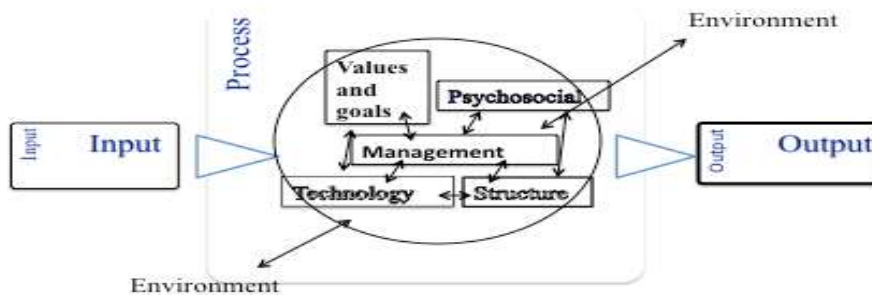 Environment
Process
Values
and
goals
Psychosocial
Input
Input
Management
Output
Output
Technology
Structure
Environment